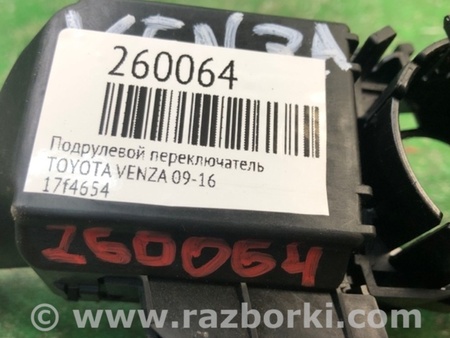 VENZA
260064
Подрулевой переключатель
TOYOTA VENZA 09-16
17f4654
260064
www.razborki.com